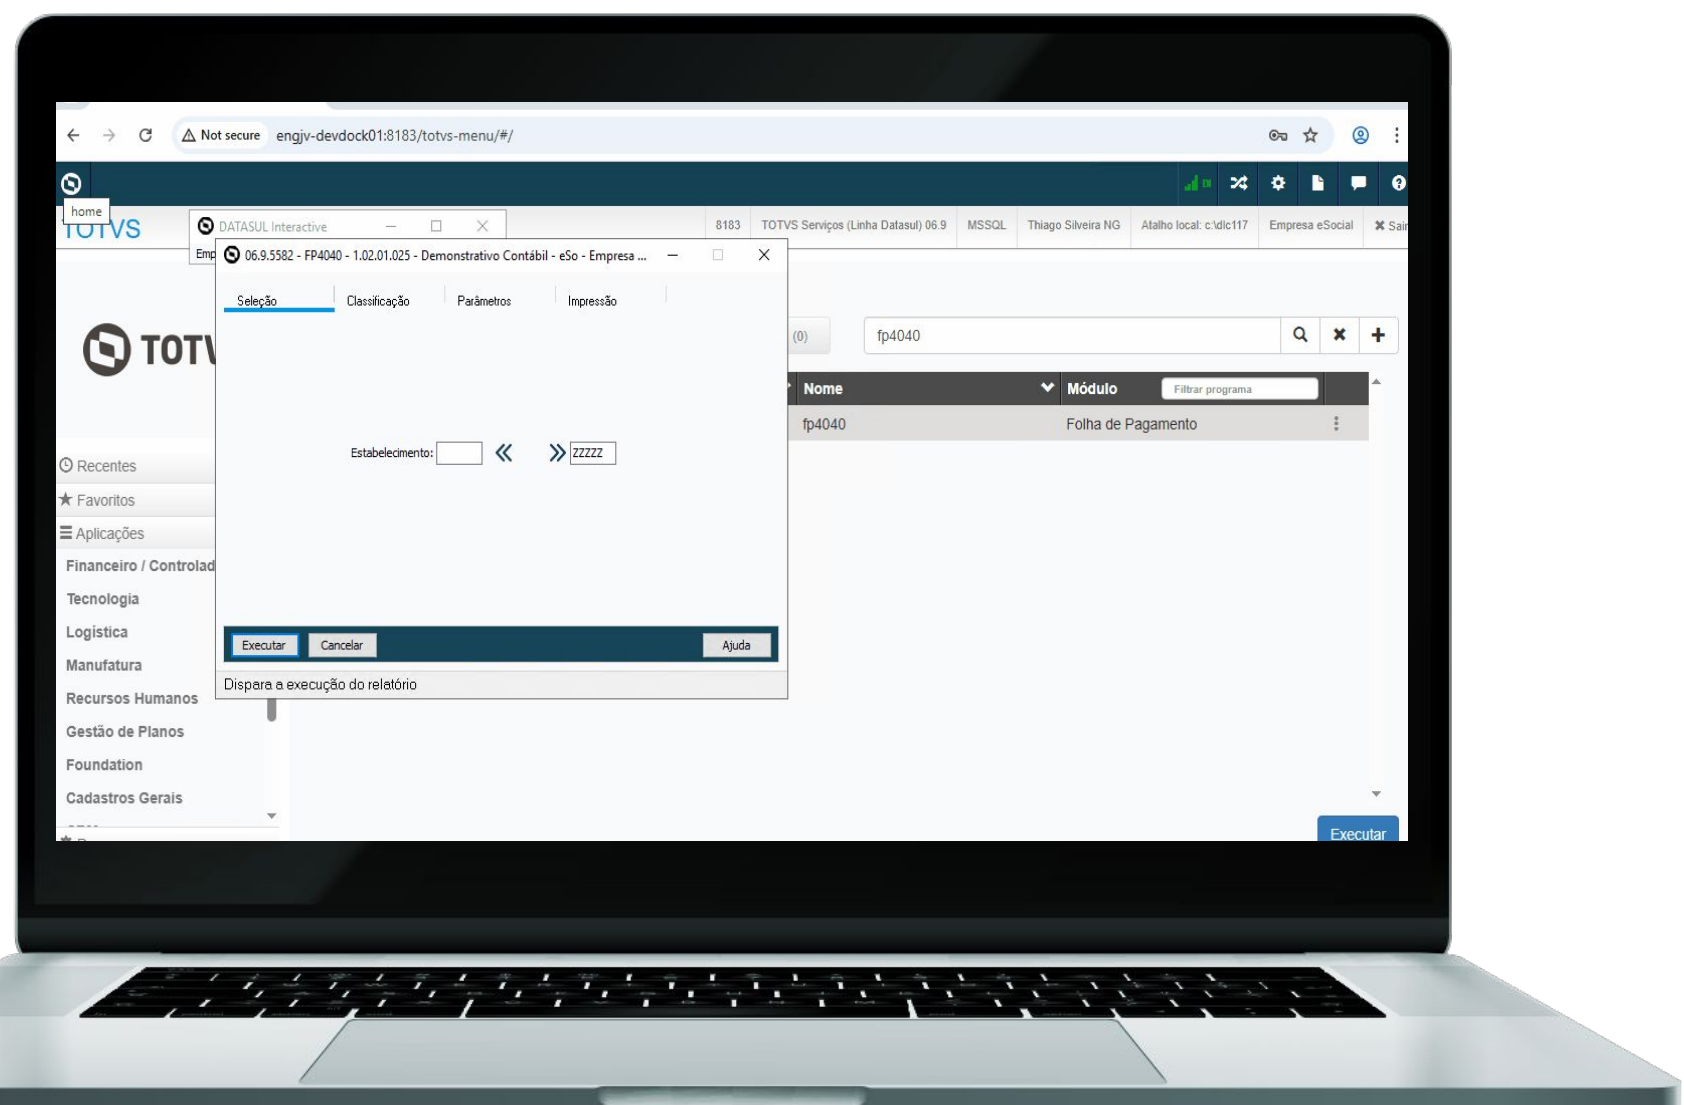 Not secure engjv-devdock01:8183/totvs-menu/#/
home
TOTVS
DATASUL Interactive
8183 TOTVS Serviços (Linha Datasul) 06.9 MSSQL Thiago Silveira NG Atalho local: c:\dlc117 Empresa eSocial Sair
Emp
06.9.5582 - FP4040 - 1.02.01.025 - Demonstrativo Contábil - eSo - Empresa ...
Seleção Classificação Parâmetros Impressão
TOTV
(0) fp4040
Nome Módulo Filtrar programa
fp4040 Folha de Pagamento
Estabelecimento: ZZZZZ
Recentes
Favoritos
Aplicações
Financeiro / Controlad
Tecnologia
Logística
Manufatura
Recursos Humanos
Gestão de Planos
Foundation
Cadastros Gerais
Executar Cancelar Ajuda
Dispara a execução do relatório
Executar